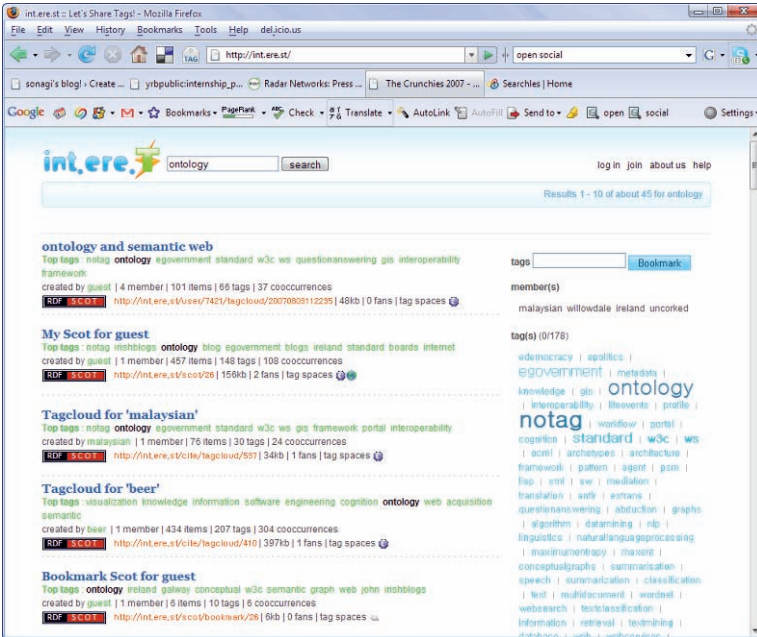 int.ere.st :: Let's Share Tags! - Mozilla Firefox
File Edit View History Bookmarks Tools Help del.icio.us
TAG http://int.ere.st/ open social
sonagi's blog! › Create ... yrbpublic:internship_p... Radar Networks: Press ... The Crunchies 2007 - ... Searchles | Home
Google Bookmarks PageRank Check Translate AutoLink AutoFill Send to open social Settings
int.ere.sT ontology search log in join about us help
Results 1 - 10 of about 45 for ontology
ontology and semantic web
Top tags : notag ontology egovernment standard w3c ws questionanswering gis interoperability
framework
created by guest | 4 member | 101 items | 66 tags | 37 cooccurrences
RDF SCOT http://int.ere.st/user/7421/tagcloud/20070803112235 | 48kb | 0 fans | tag spaces
My Scot for guest
Top tags : notag irishblogs ontology blog egovernment blogs ireland standard boards internet
created by guest | 1 member | 457 items | 148 tags | 108 cooccurrences
RDF SCOT http://int.ere.st/scot/26 | 156kb | 2 fans | tag spaces
Tagcloud for 'malaysian'
Top tags : notag ontology egovernment standard w3c ws gis framework portal interoperability
created by malaysian | 1 member | 76 items | 30 tags | 24 cooccurrences
RDF SCOT http://int.ere.st/cite/tagcloud/537 | 34kb | 1 fans | tag spaces
Tagcloud for 'beer'
Top tags : visualization knowledge information software engineering cognition ontology web acquisition
semantic
created by beer | 1 member | 434 items | 207 tags | 304 cooccurrences
RDF SCOT http://int.ere.st/cite/tagcloud/410 | 397kb | 1 fans | tag spaces
Bookmark Scot for guest
Top tags : ontology ireland galway conceptual w3c semantic graph web john irishblogs
created by guest | 1 member | 6 items | 10 tags | 6 cooccurrences
RDF SCOT http://int.ere.st/scot/bookmark/26 | 6kb | 0 fans | tag spaces
tags Bookmark
member(s)
malaysian willowdale ireland uncorked
tag(s) (0/178)
edemocracy | epolitics |
egovernment | metadata |
knowledge | gis | ontology
| interoperability | lifeevents | profile |
notag | workflow | portal |
cognition | standard | w3c | ws
| acml | archetypes | architecture |
framework | pattern | agent | psm |
lisp | xml | sw | mediation |
translation | antlr | extrans |
questionanswering | abduction | graphs
| algorithm | datamining | nlp |
linguistics | naturallanguageprocessing
| maximumentropy | maxent |
conceptualgraphs | summarisation |
speech | summarization | classification
| text | multidocument | wordnet |
websearch | textclassification |
information | retrieval | textmining |
database | web | webservices |